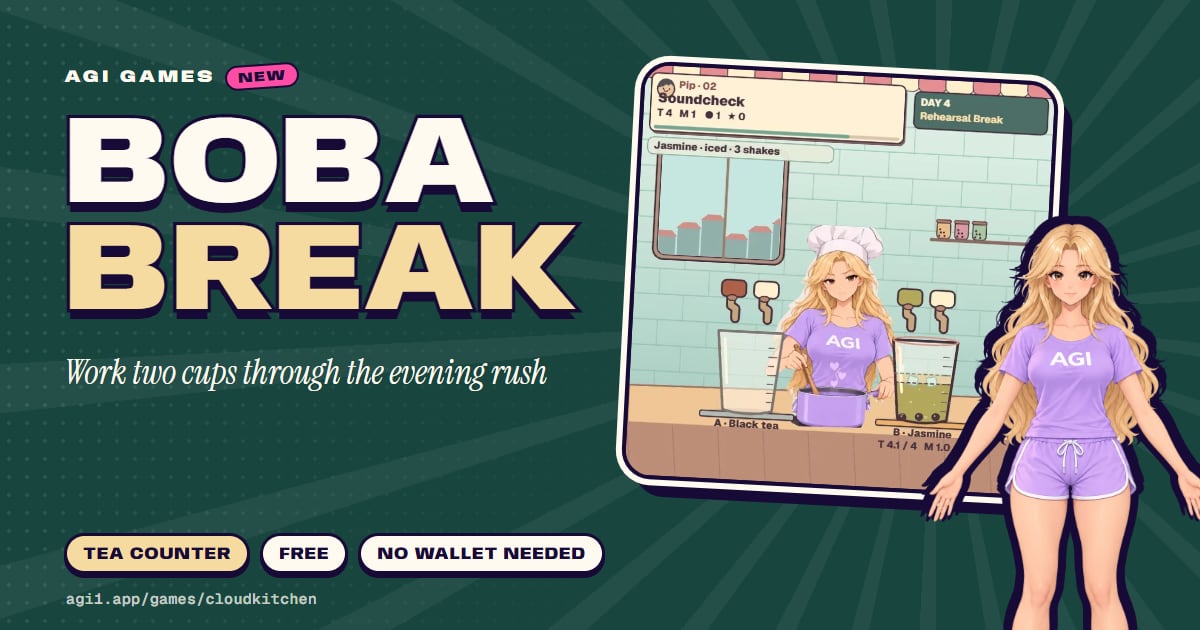 AGI GAMES NEW
BOBA
BREAK
Work two cups through the evening rush
TEA COUNTER
FREE
NO WALLET NEEDED
agi1.app/games/cloudkitchen
Pip · 02
Soundcheck
T 4 M 1 ●1 ★0
DAY 4
Rehearsal Break
Jasmine · iced · 3 shakes
AGI
A · Black tea
B · Jasmine
T 4.1 / 4 M 1.0
AGI